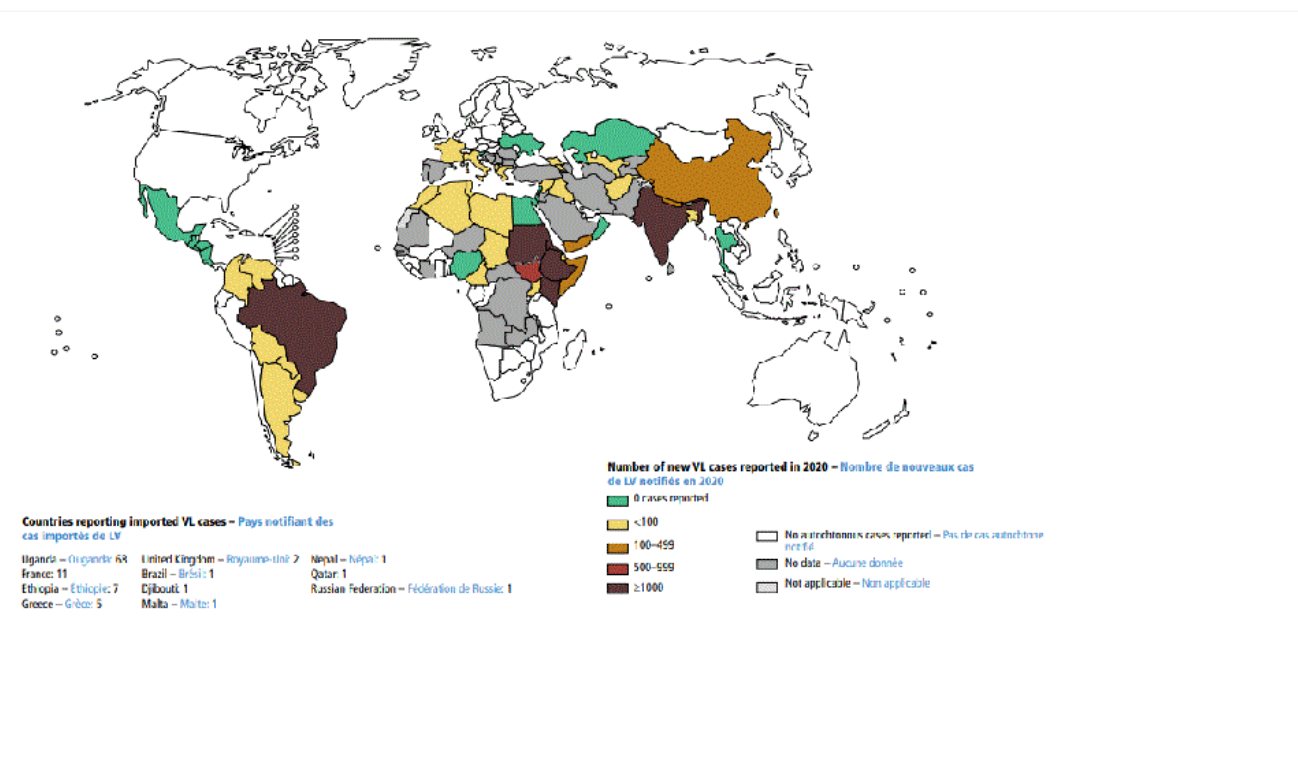 Number of new VL cases reported in 2020 – Nombre de nouveaux cas
de LV notifiés en 2020
0 cases reported
<100
100–499
500–999
≥1000
No autochtonous cases reported – Pas de cas autochtone
notifié
No data – Aucune donnée
Not applicable – Non applicable
Countries reporting imported VL cases – Pays notifiant des
cas importés de LV
Uganda – Ouganda: 68
France: 11
Ethiopia – Éthiopie: 7
Greece – Grèce: 5
United Kingdom – Royaume-Uni: 2
Brazil – Brésil: 1
Djibouti: 1
Malta – Malte: 1
Nepal – Népal: 1
Qatar: 1
Russian Federation – Fédération de Russie: 1